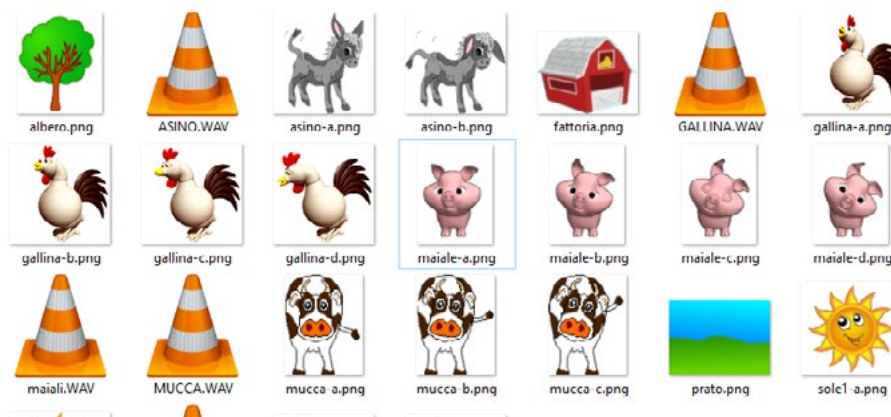 albero.png
ASINO.WAV
asino-a.png
asino-b.png
fattoria.png
GALLINA.WAV
gallina-a.png
gallina-b.png
gallina-c.png
gallina-d.png
maiale-a.png
maiale-b.png
maiale-c.png
maiale-d.png
maiali.WAV
MUCCA.WAV
mucca-a.png
mucca-b.png
mucca-c.png
prato.png
sole1-a.png